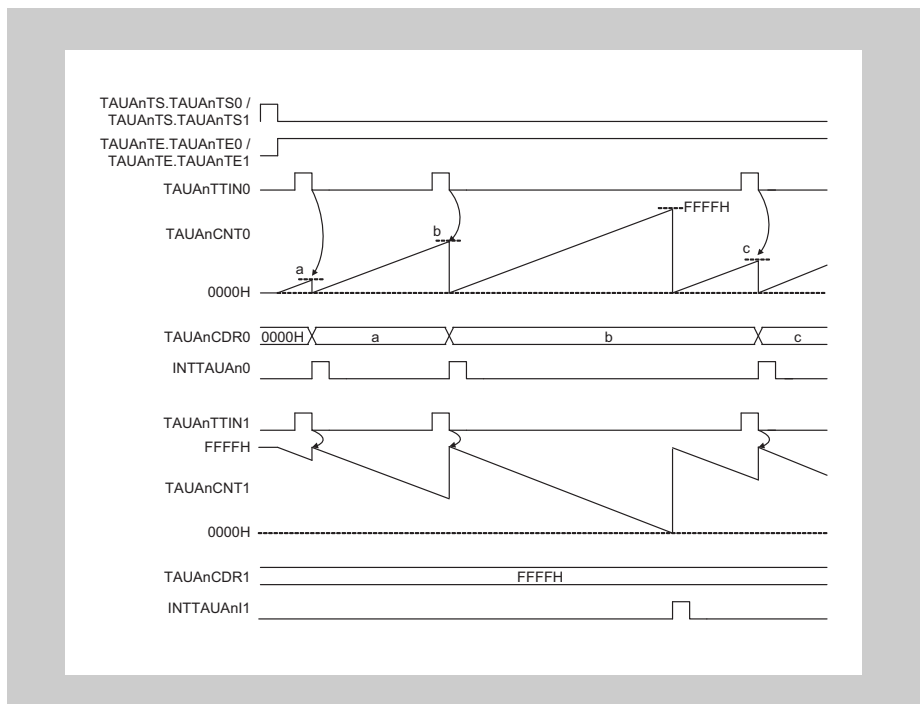 TAUAnTS.TAUAnTS0 /
TAUAnTS.TAUAnTS1
TAUAnTE.TAUAnTE0 /
TAUAnTE.TAUAnTE1
TAUAnTTIN0
FFFFH
b
TAUAnCNT0
c
a
0000H
TAUAnCDR0 0000H a b c
INTTAUAn0
TAUAnTTIN1
FFFFH
TAUAnCNT1
0000H
TAUAnCDR1 FFFFH
INTTAUAnI1